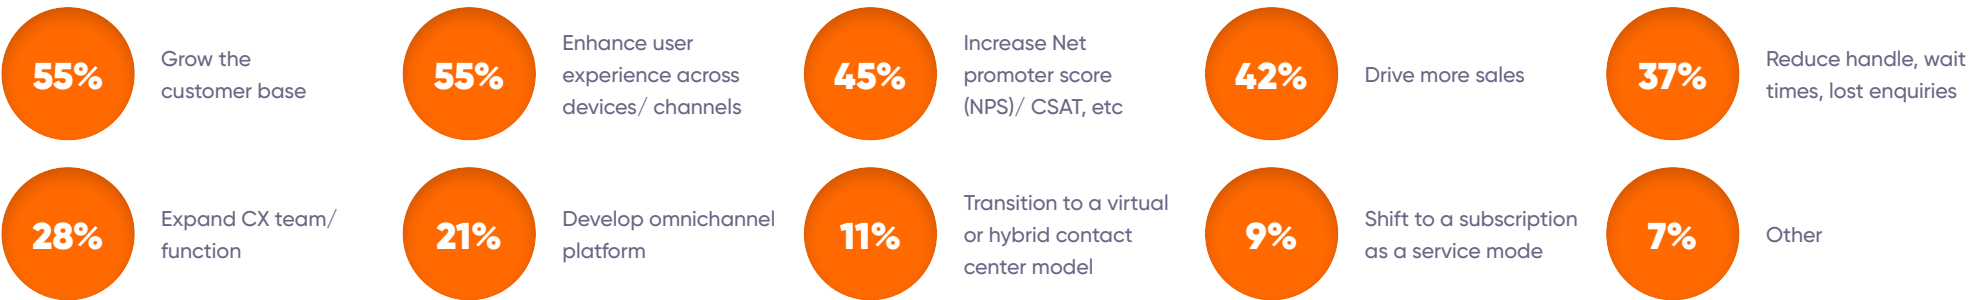 55%
Grow the
customer base
55%
Enhance user
experience across
devices/ channels
45%
Increase Net
promoter score
(NPS)/ CSAT, etc
42%
Drive more sales
37%
Reduce handle, wait
times, lost enquiries
28%
Expand CX team/
function
21%
Develop omnichannel
platform
11%
Transition to a virtual
or hybrid contact
center model
9%
Shift to a subscription
as a service mode
7%
Other